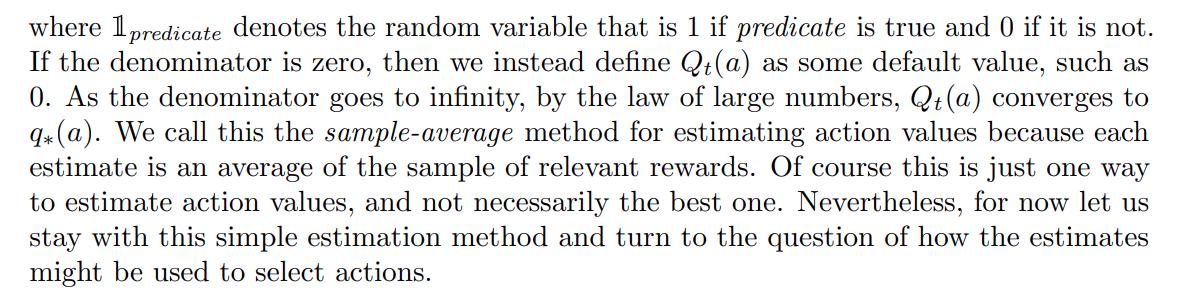 where 𝟙predicate denotes the random variable that is 1 if predicate is true and 0 if it is not.
If the denominator is zero, then we instead define Qt(a) as some default value, such as
0. As the denominator goes to infinity, by the law of large numbers, Qt(a) converges to
q∗(a). We call this the sample-average method for estimating action values because each
estimate is an average of the sample of relevant rewards. Of course this is just one way
to estimate action values, and not necessarily the best one. Nevertheless, for now let us
stay with this simple estimation method and turn to the question of how the estimates
might be used to select actions.